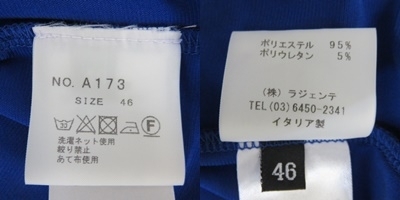 NO. A173
SIZE 46
洗濯ネット使用
絞り禁止
あて布使用
ポリエステル 95%
ポリウレタン 5%
(株) ラジェンテ
TEL (03) 6450-2341
イタリア製
46